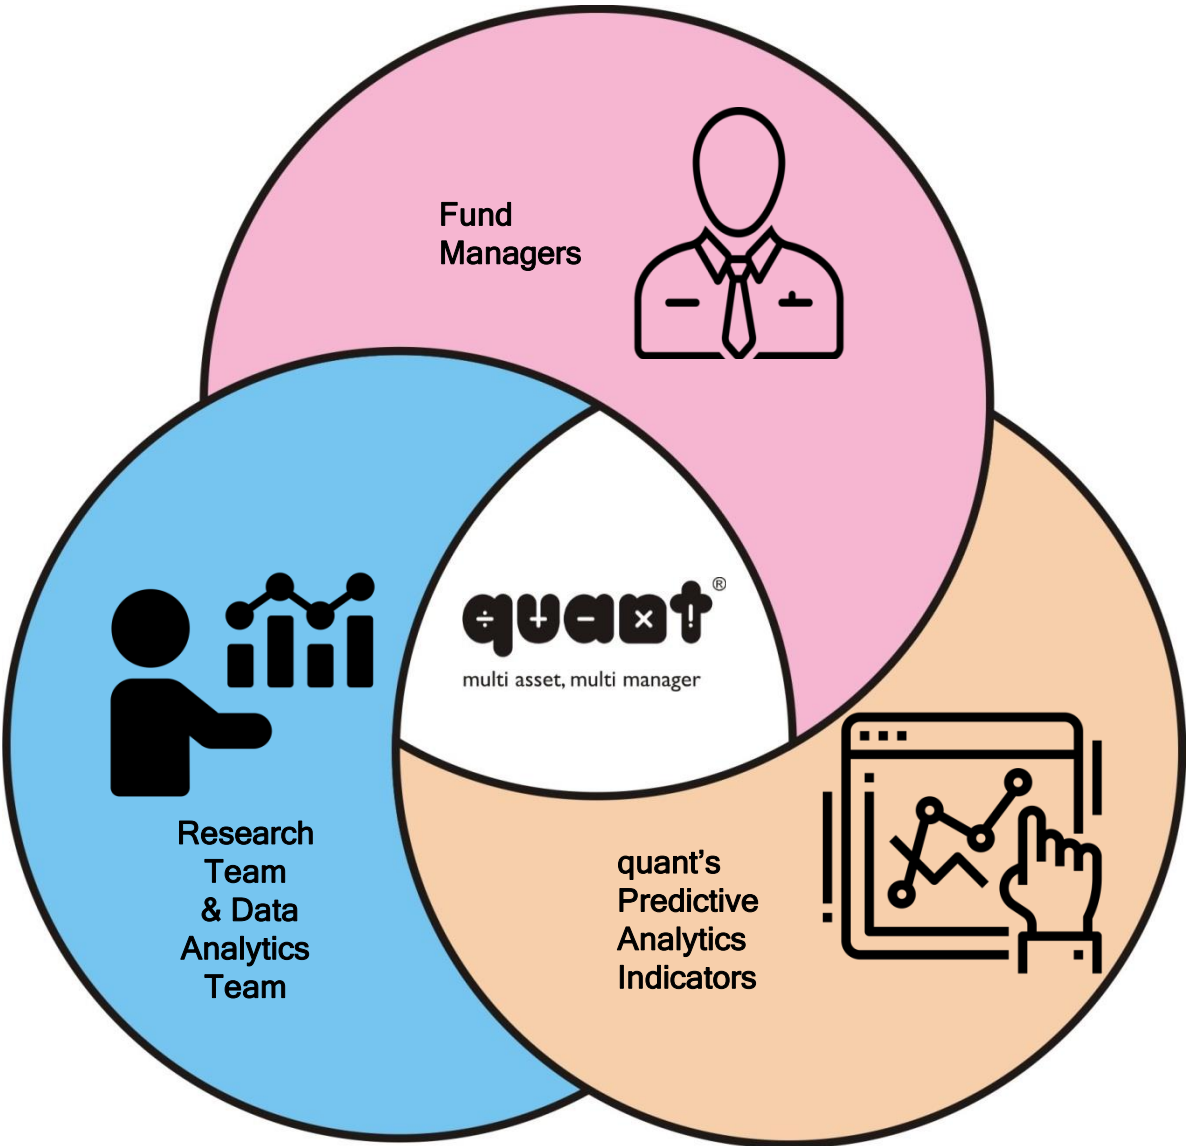 Fund
Managers
quant®
multi asset, multi manager
Research
Team
& Data
Analytics
Team
quant’s
Predictive
Analytics
Indicators